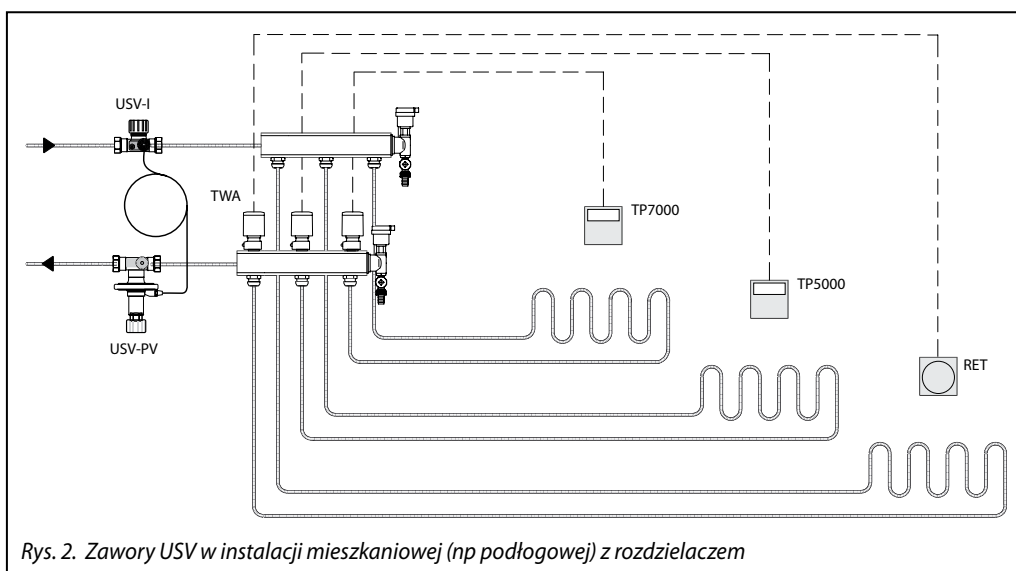 USV-I
TWA
TP7000
TP5000
USV-PV
RET
Rys. 2. Zawory USV w instalacji mieszkaniowej (np podłogowej) z rozdzielaczem